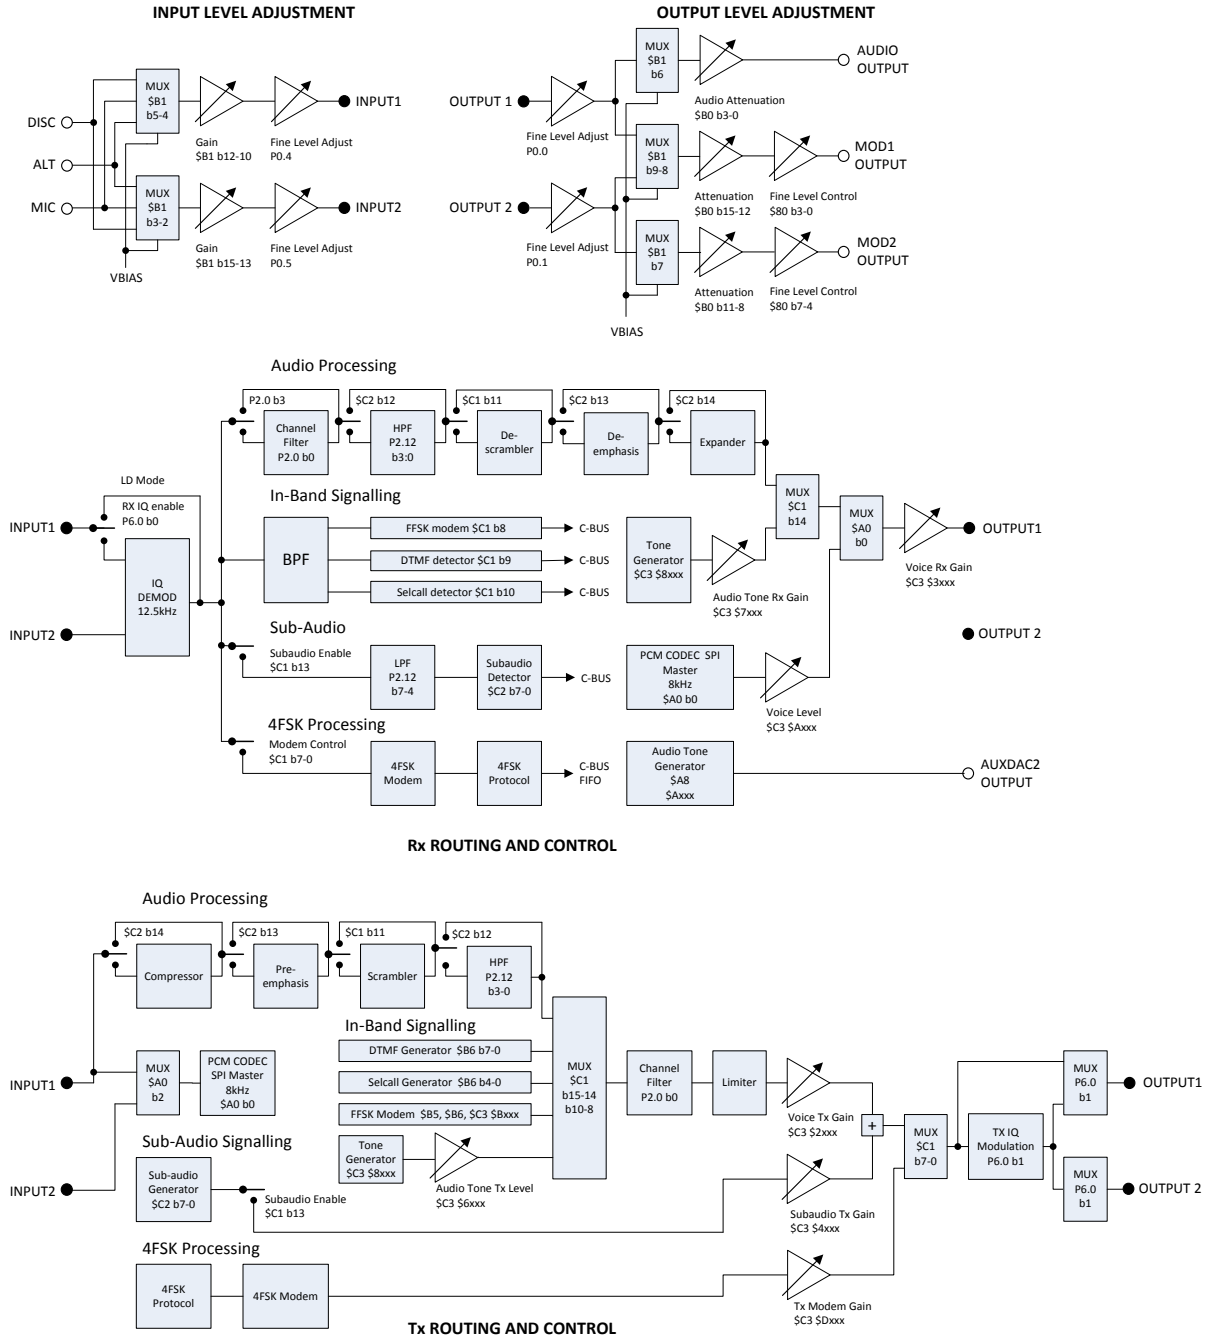 INPUT LEVEL ADJUSTMENT
OUTPUT LEVEL ADJUSTMENT
DISC
ALT
MIC
VBIAS
MUX
$B1
b5-4
MUX
$B1
b3-2
Gain
$B1 b12-10
Fine Level Adjust
P0.4
INPUT1
Gain
$B1 b15-13
Fine Level Adjust
P0.5
INPUT2
OUTPUT 1
Fine Level Adjust
P0.0
OUTPUT 2
Fine Level Adjust
P0.1
MUX
$B1
b6
MUX
$B1
b9-8
MUX
$B1
b7
VBIAS
Audio Attenuation
$B0 b3-0
AUDIO
OUTPUT
Attenuation
$B0 b15-12
Fine Level Control
$80 b3-0
MOD1
OUTPUT
Attenuation
$B0 b11-8
Fine Level Control
$80 b7-4
MOD2
OUTPUT
Audio Processing
P2.0 b3
Channel
Filter
P2.0 b0
$C2 b12
HPF
P2.12
b3:0
$C1 b11
De-
scrambler
$C2 b13
De-
emphasis
$C2 b14
Expander
LD Mode
RX IQ enable
P6.0 b0
INPUT1
INPUT2
IQ
DEMOD
12.5kHz
In-Band Signalling
BPF
FFSK modem $C1 b8
C-BUS
DTMF detector $C1 b9
C-BUS
Selcall detector $C1 b10
C-BUS
Tone
Generator
$C3 $8xxx
Audio Tone Rx Gain
$C3 $7xxx
MUX
$C1
b14
MUX
$A0
b0
Voice Rx Gain
$C3 $3xxx
OUTPUT1
OUTPUT 2
Sub-Audio
Subaudio Enable
$C1 b13
LPF
P2.12
b7-4
Subaudio
Detector
$C2 b7-0
C-BUS
PCM CODEC SPI
Master
8kHz
$A0 b0
Voice Level
$C3 $Axxx
4FSK Processing
Modem Control
$C1 b7-0
4FSK
Modem
4FSK
Protocol
C-BUS
FIFO
Audio Tone
Generator
$A8
$Axxx
AUXDAC2
OUTPUT
Rx ROUTING AND CONTROL
Audio Processing
$C2 b14
Compressor
$C2 b13
Pre-
emphasis
$C1 b11
Scrambler
$C2 b12
HPF
P2.12
b3-0
INPUT1
INPUT2
MUX
$A0
b2
PCM CODEC
SPI Master
8kHz
$A0 b0
In-Band Signalling
DTMF Generator $B6 b7-0
Selcall Generator $B6 b4-0
FFSK Modem $B5, $B6, $C3 $Bxxx
Tone
Generator
$C3 $8xxx
Audio Tone Tx Level
$C3 $6xxx
MUX
$C1
b15-14
b10-8
Channel
Filter
P2.0 b0
Limiter
Voice Tx Gain
$C3 $2xxx
+
MUX
$C1
b7-0
TX IQ
Modulation
P6.0 b1
MUX
P6.0
b1
OUTPUT1
MUX
P6.0
b1
OUTPUT 2
Sub-Audio Signalling
Sub-audio
Generator
$C2 b7-0
Subaudio Enable
$C1 b13
Subaudio Tx Gain
$C3 $4xxx
4FSK Processing
4FSK
Protocol
4FSK Modem
Tx Modem Gain
$C3 $Dxxx
Tx ROUTING AND CONTROL